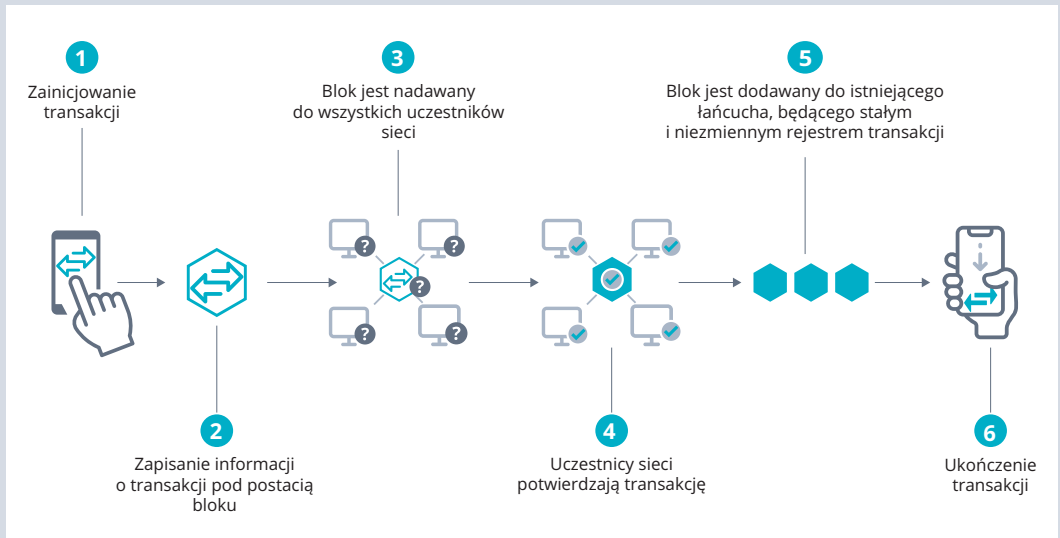 1
Zainicjowanie
transakcji
2
Zapisanie informacji
o transakcji pod postacią
bloku
3
Blok jest nadawany
do wszystkich uczestników
sieci
?
?
?
?
?
4
Uczestnicy sieci
potwierdzają transakcję
5
Blok jest dodawany do istniejącego
łańcucha, będącego stałym
i niezmiennym rejestrem transakcji
6
Ukończenie
transakcji